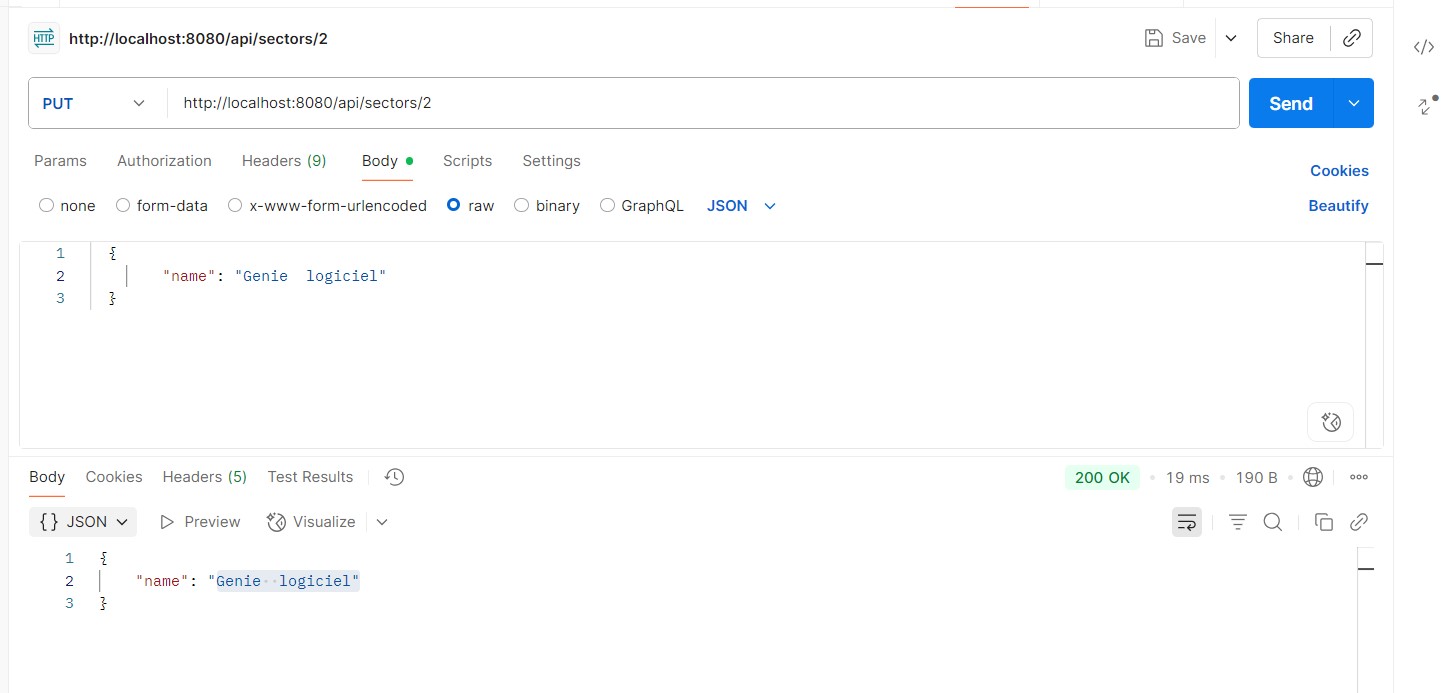 HTTP http://localhost:8080/api/sectors/2 Save Share
PUT http://localhost:8080/api/sectors/2 Send
Params Authorization Headers (9) Body Scripts Settings Cookies
none form-data x-www-form-urlencoded raw binary GraphQL JSON Beautify
1 {
2 "name": "Genie  logiciel"
3 }
Body Cookies Headers (5) Test Results 200 OK • 19 ms • 190 B
{} JSON Preview Visualize
1 {
2 "name": "Genie  logiciel"
3 }